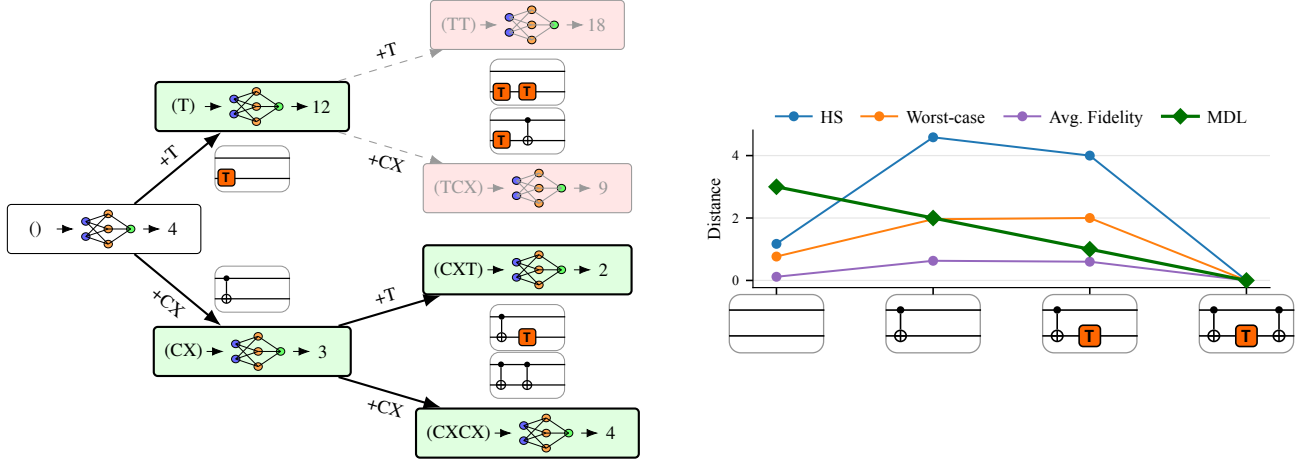 (TT) 18
+T
T T
(T) 12
T
+T
+CX
T
(TCX) 9
() 4
(CXT) 2
+CX
+T
T
(CX) 3
+CX
(CXCX) 4
HS Worst-case Avg. Fidelity MDL
Distance
4
2
0
T T